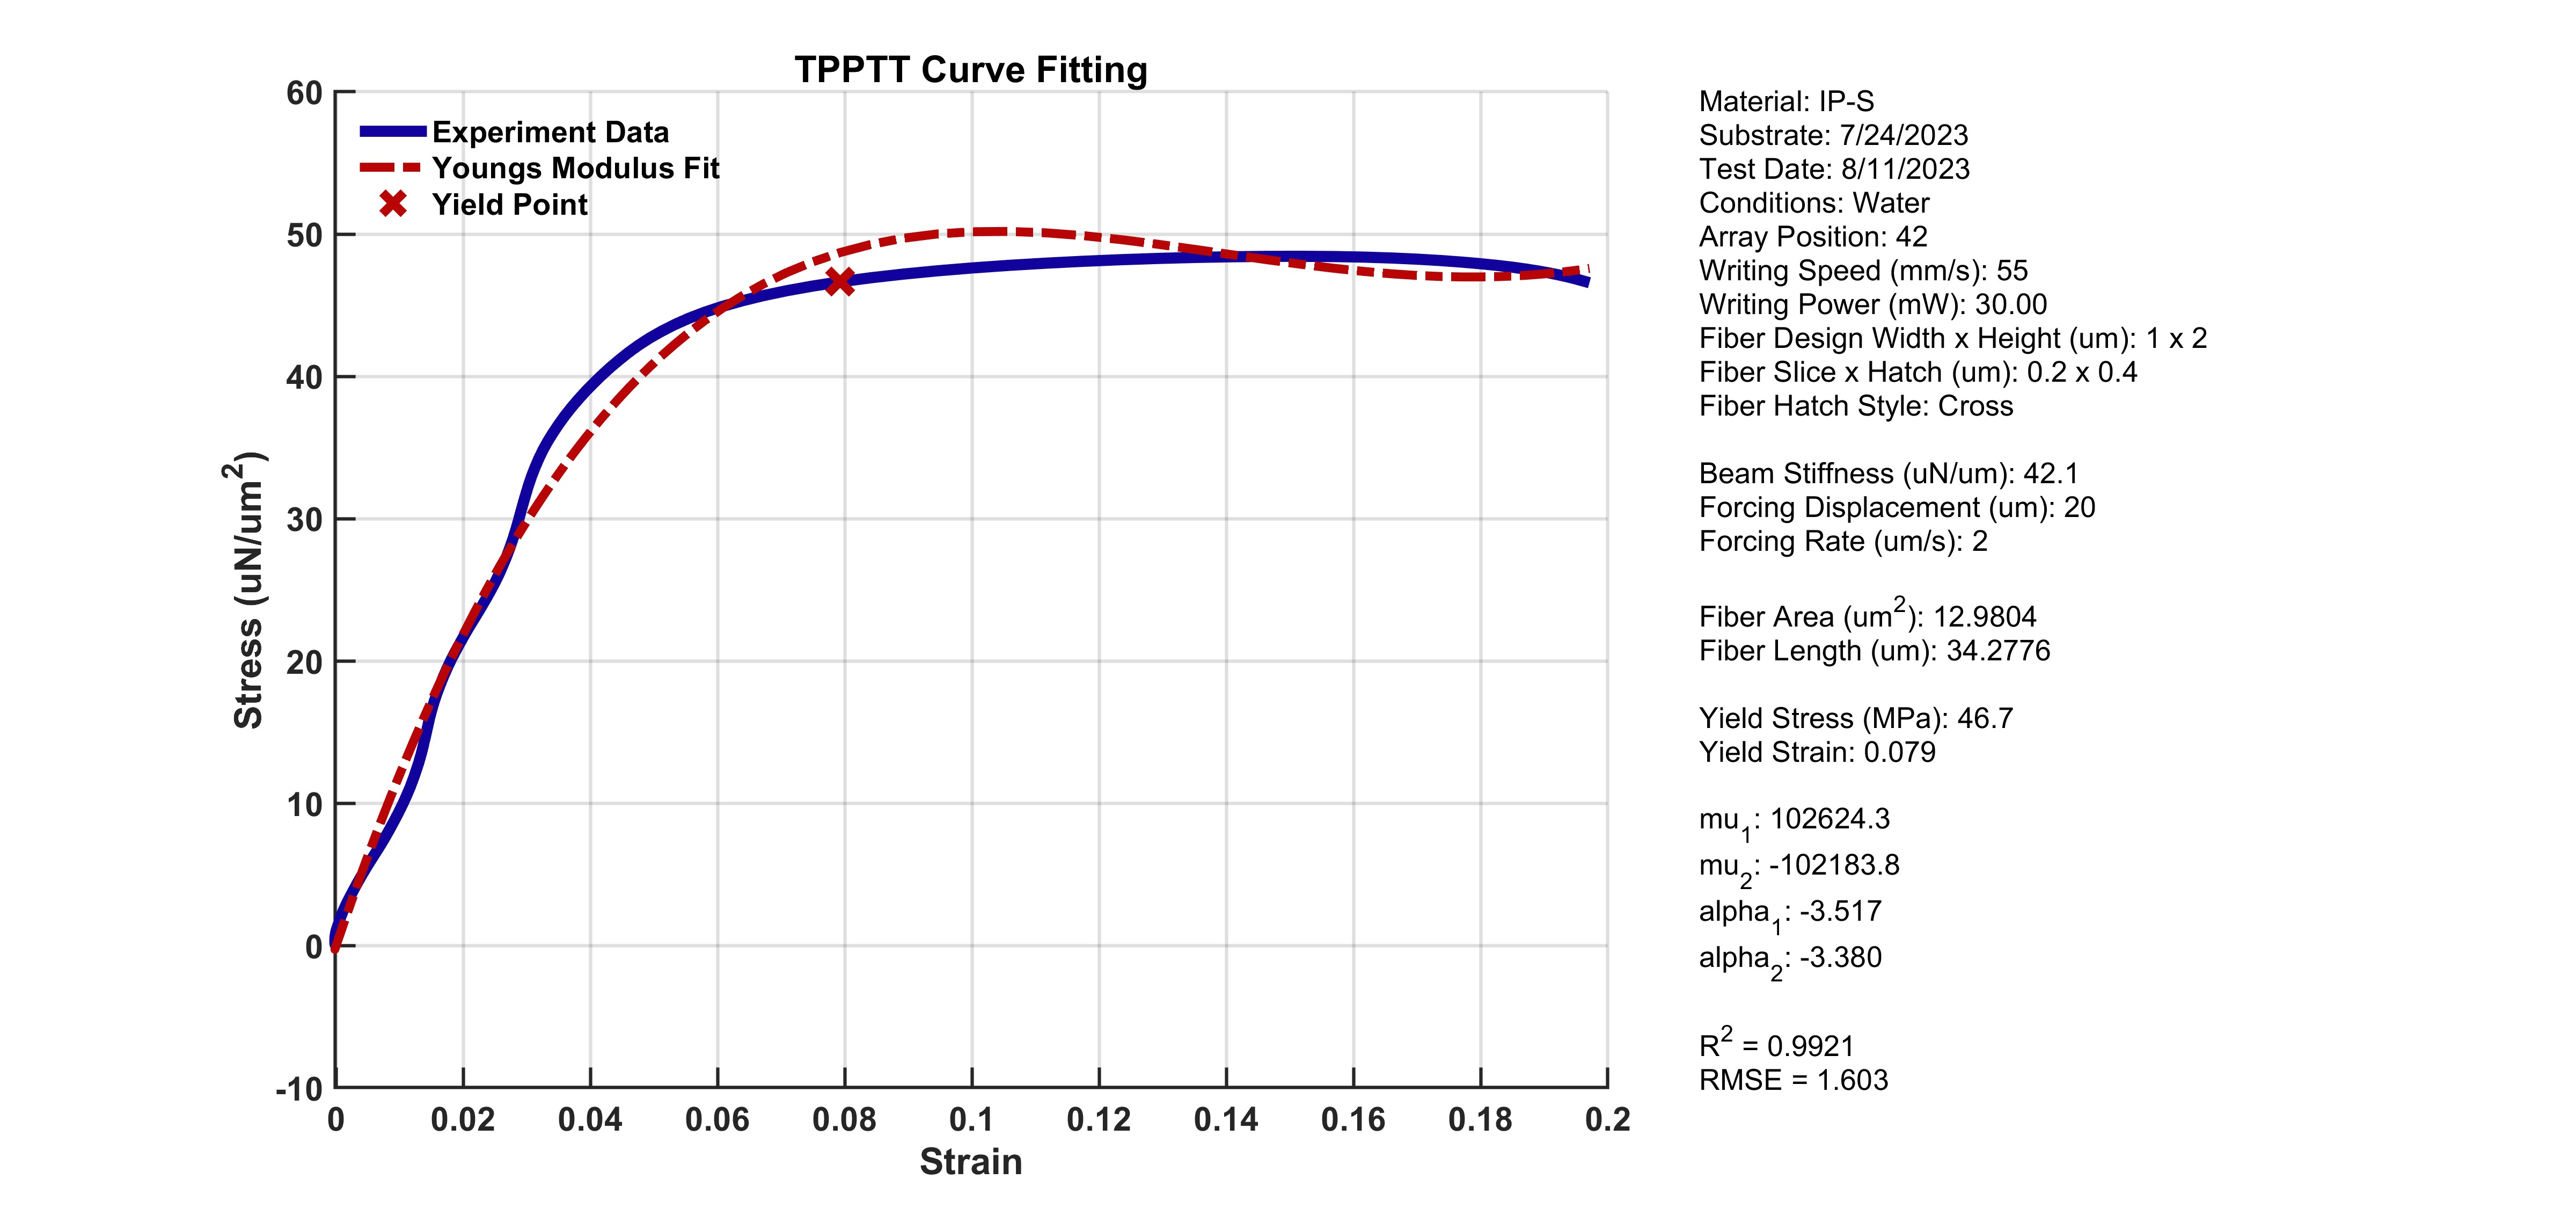 TPPTT Curve Fitting
60
50
40
30
20
10
0
-10
Stress (uN/um²)
Experiment Data
Youngs Modulus Fit
Yield Point
0 0.02 0.04 0.06 0.08 0.1 0.12 0.14 0.16 0.18 0.2
Strain
Material: IP-S
Substrate: 7/24/2023
Test Date: 8/11/2023
Conditions: Water
Array Position: 42
Writing Speed (mm/s): 55
Writing Power (mW): 30.00
Fiber Design Width x Height (um): 1 x 2
Fiber Slice x Hatch (um): 0.2 x 0.4
Fiber Hatch Style: Cross
Beam Stiffness (uN/um): 42.1
Forcing Displacement (um): 20
Forcing Rate (um/s): 2
Fiber Area (um²): 12.9804
Fiber Length (um): 34.2776
Yield Stress (MPa): 46.7
Yield Strain: 0.079
mu₁: 102624.3
mu₂: -102183.8
alpha₁: -3.517
alpha₂: -3.380
R² = 0.9921
RMSE = 1.603